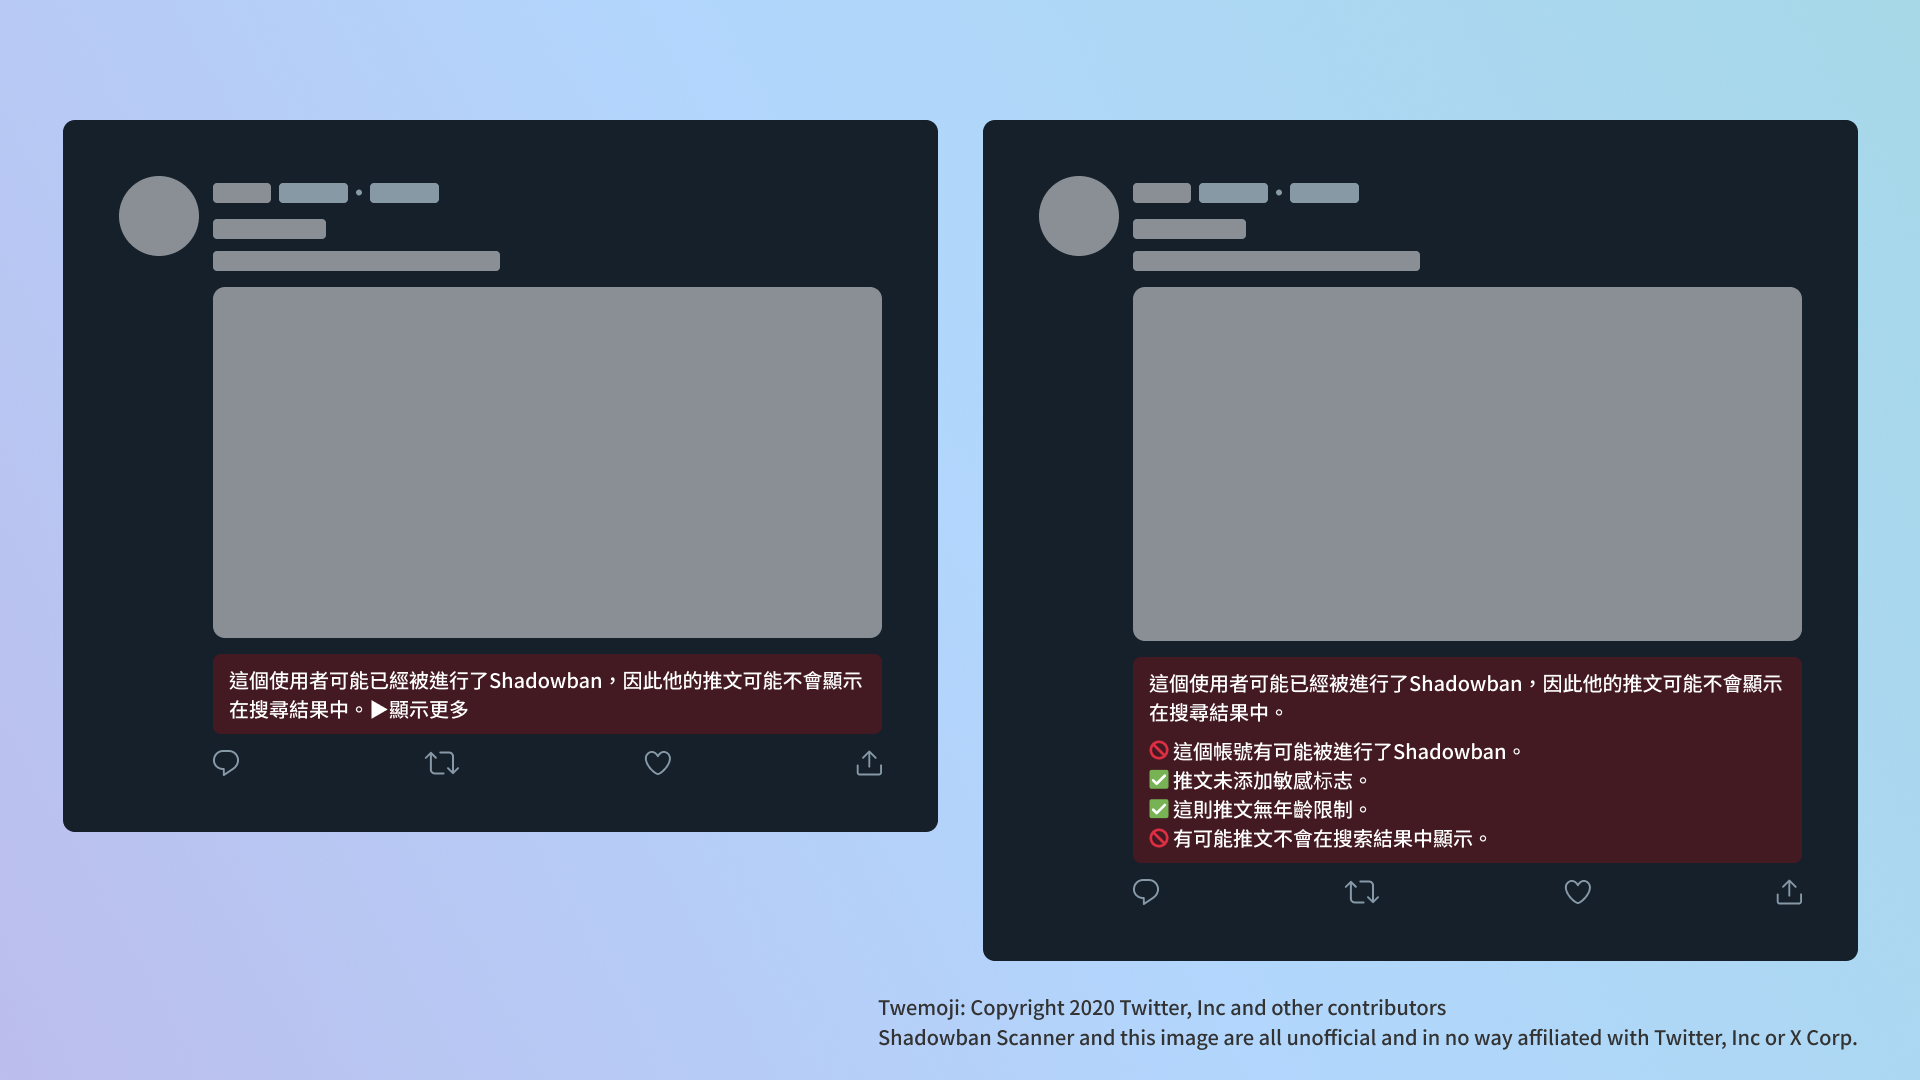 這個使用者可能已經被進行了Shadowban，因此他的推文可能不會顯示
在搜尋結果中。▶顯示更多
這個使用者可能已經被進行了Shadowban，因此他的推文可能不會顯示
在搜尋結果中。
🚫這個帳號有可能被進行了Shadowban。
✅推文未添加敏感标志。
✅這則推文無年齡限制。
🚫有可能推文不會在搜索結果中顯示。
Twemoji: Copyright 2020 Twitter, Inc and other contributors
Shadowban Scanner and this image are all unofficial and in no way affiliated with Twitter, Inc or X Corp.